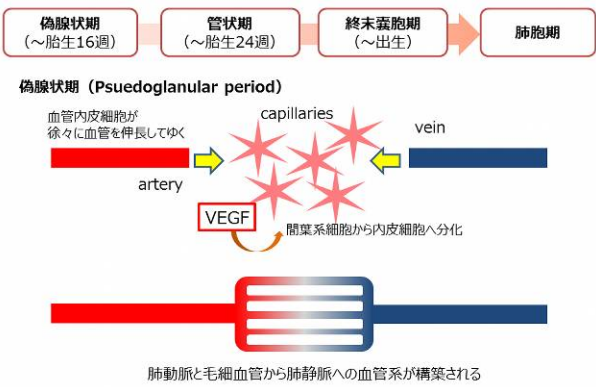 偽腺状期
（～胎生16週）
管状期
（～胎生24週）
終末嚢胞期
（～出生）
肺胞期
偽腺状期（Psuedoglanular period）
血管内皮細胞が
徐々に血管を伸長してゆく
capillaries
vein
artery
VEGF
間葉系細胞から内皮細胞へ分化
肺動脈と毛細血管から肺静脈への血管系が構築される